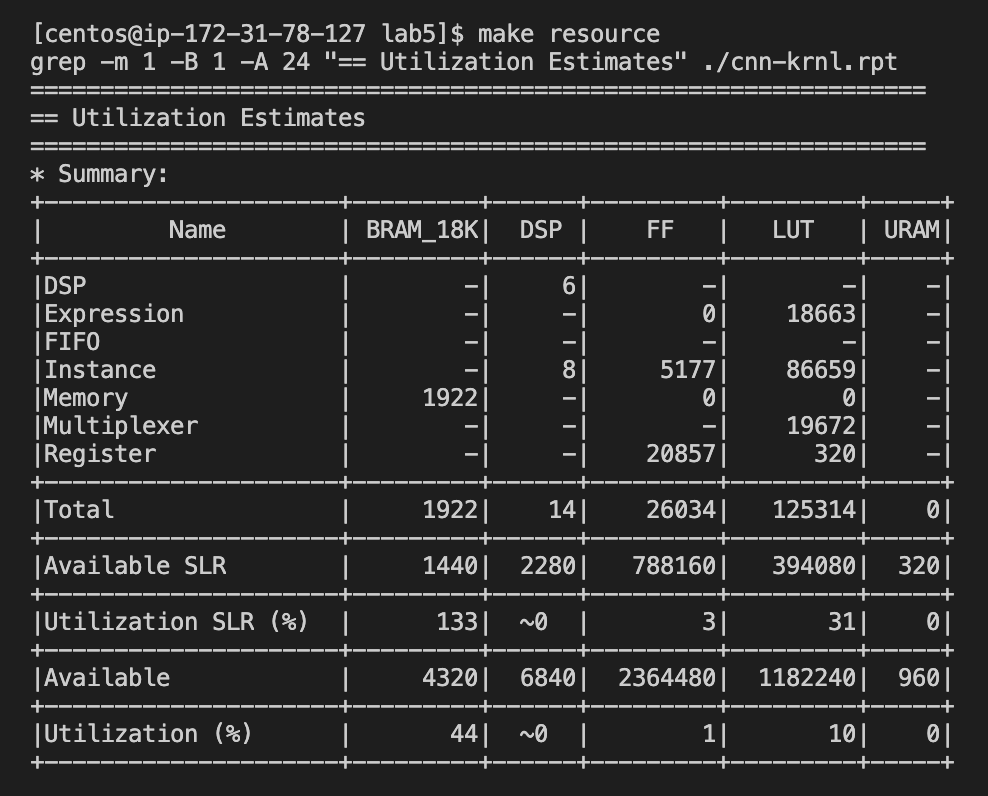 [centos@ip-172-31-78-127 lab5]$ make resource
grep -m 1 -B 1 -A 24 "== Utilization Estimates" ./cnn-krnl.rpt
================================================================
== Utilization Estimates
================================================================
* Summary:
+---------------------+---------+------+---------+---------+-----+
|         Name        | BRAM_18K|  DSP |    FF   |   LUT   | URAM|
+---------------------+---------+------+---------+---------+-----+
|DSP                  |        -|     6|        -|        -|    -|
|Expression           |        -|     -|        0|    18663|    -|
|FIFO                 |        -|     -|        -|        -|    -|
|Instance             |        -|     8|     5177|    86659|    -|
|Memory               |     1922|     -|        0|        0|    -|
|Multiplexer          |        -|     -|        -|    19672|    -|
|Register             |        -|     -|    20857|      320|    -|
+---------------------+---------+------+---------+---------+-----+
|Total                |     1922|    14|    26034|   125314|    0|
+---------------------+---------+------+---------+---------+-----+
|Available SLR        |     1440|  2280|   788160|   394080|  320|
+---------------------+---------+------+---------+---------+-----+
|Utilization SLR (%)  |      133|  ~0  |        3|       31|    0|
+---------------------+---------+------+---------+---------+-----+
|Available            |     4320|  6840|  2364480|  1182240|  960|
+---------------------+---------+------+---------+---------+-----+
|Utilization (%)      |       44|  ~0  |        1|       10|    0|
+---------------------+---------+------+---------+---------+-----+